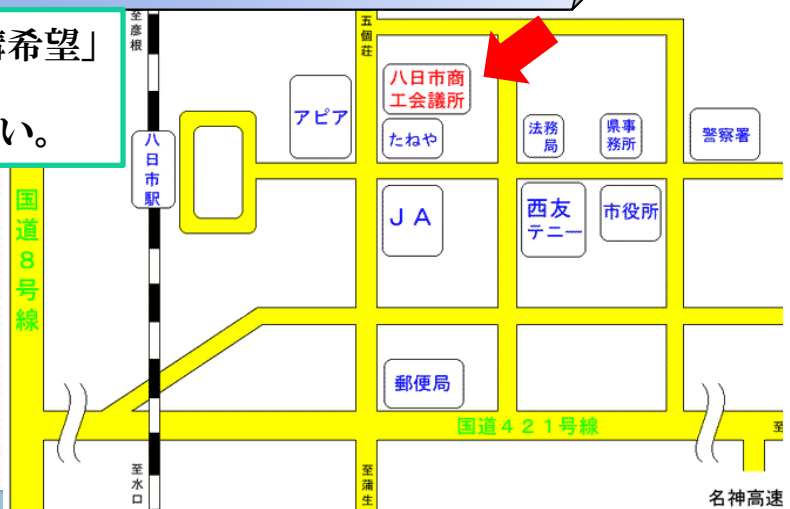 希望」
い。
至彦根
五個荘
八日市商
工会議所
アピア
たねや
法務
局
県事
務所
警察署
八日市駅
国道8号線
JA
西友
テニー
市役所
郵便局
国道421号線
至
至水口
至蒲生
名神高速